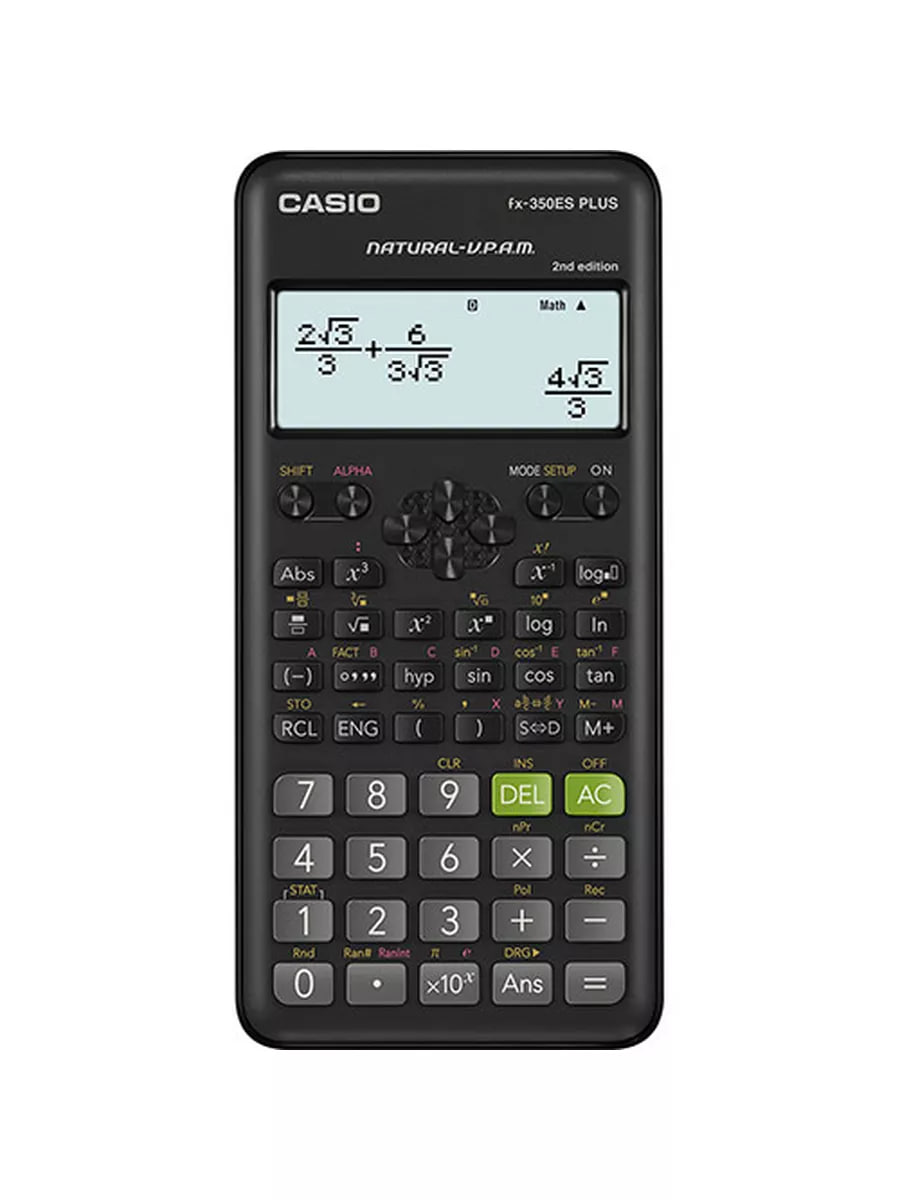 CASIO fx-350ES PLUS
NATURAL-V.P.A.M.
2nd edition
D Math ▲
2√3/3 + 6/3√3
4√3/3
SHIFT ALPHA MODE SETUP ON
: x!
Abs x³ x⁻¹ log▪▯
■▯/▯ ³√■ ■√▯ 10■ e■
■/▯ √■ x² x■ log ln
A FACT B C sin⁻¹ D cos⁻¹ E tan⁻¹ F
(−) °,,, hyp sin cos tan
STO ← % , X a b/c⇔d/c Y M− M
RCL ENG ( ) S⇔D M+
CLR INS OFF
7 8 9 DEL AC
nPr nCr
4 5 6 × ÷
STAT Pol Rec
1 2 3 + −
Rnd Ran# RanInt π e DRG▶
0 • ×10ˣ Ans =